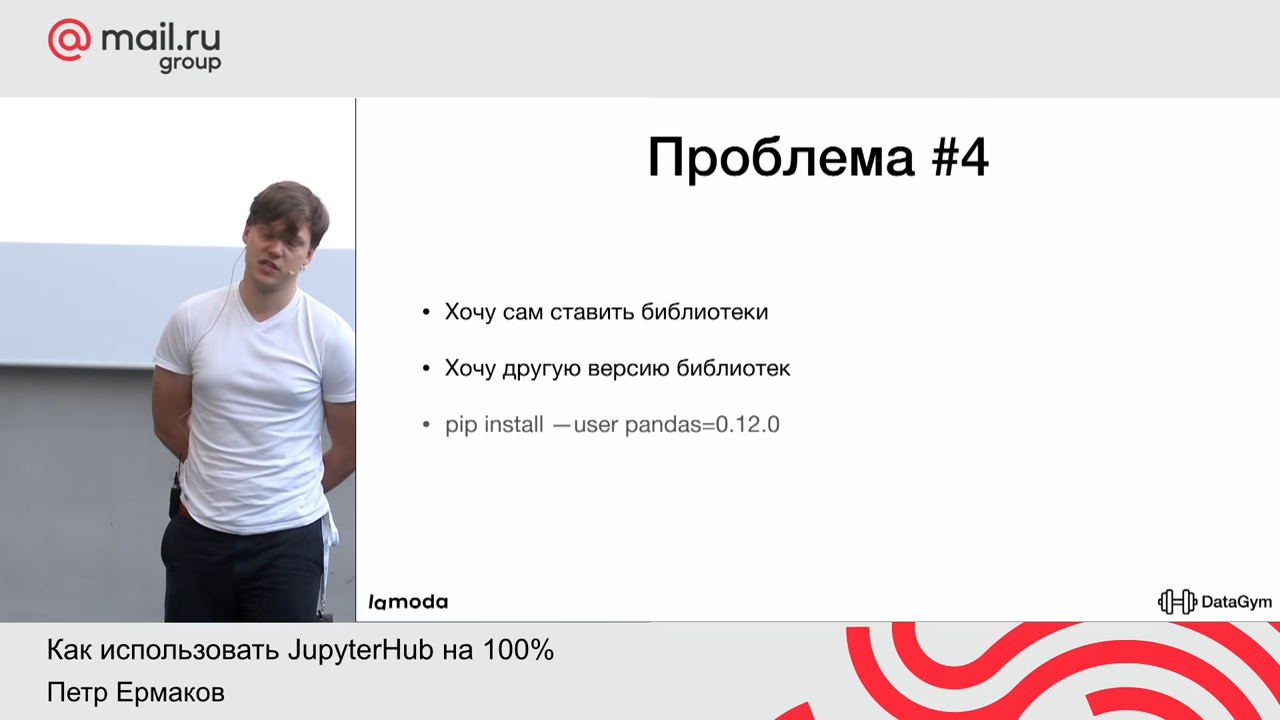 mail.ru
group
Проблема #4
• Хочу сам ставить библиотеки
• Хочу другую версию библиотек
• pip install —user pandas=0.12.0
lamoda
DataGym
Как использовать JupyterHub на 100%
Петр Ермаков